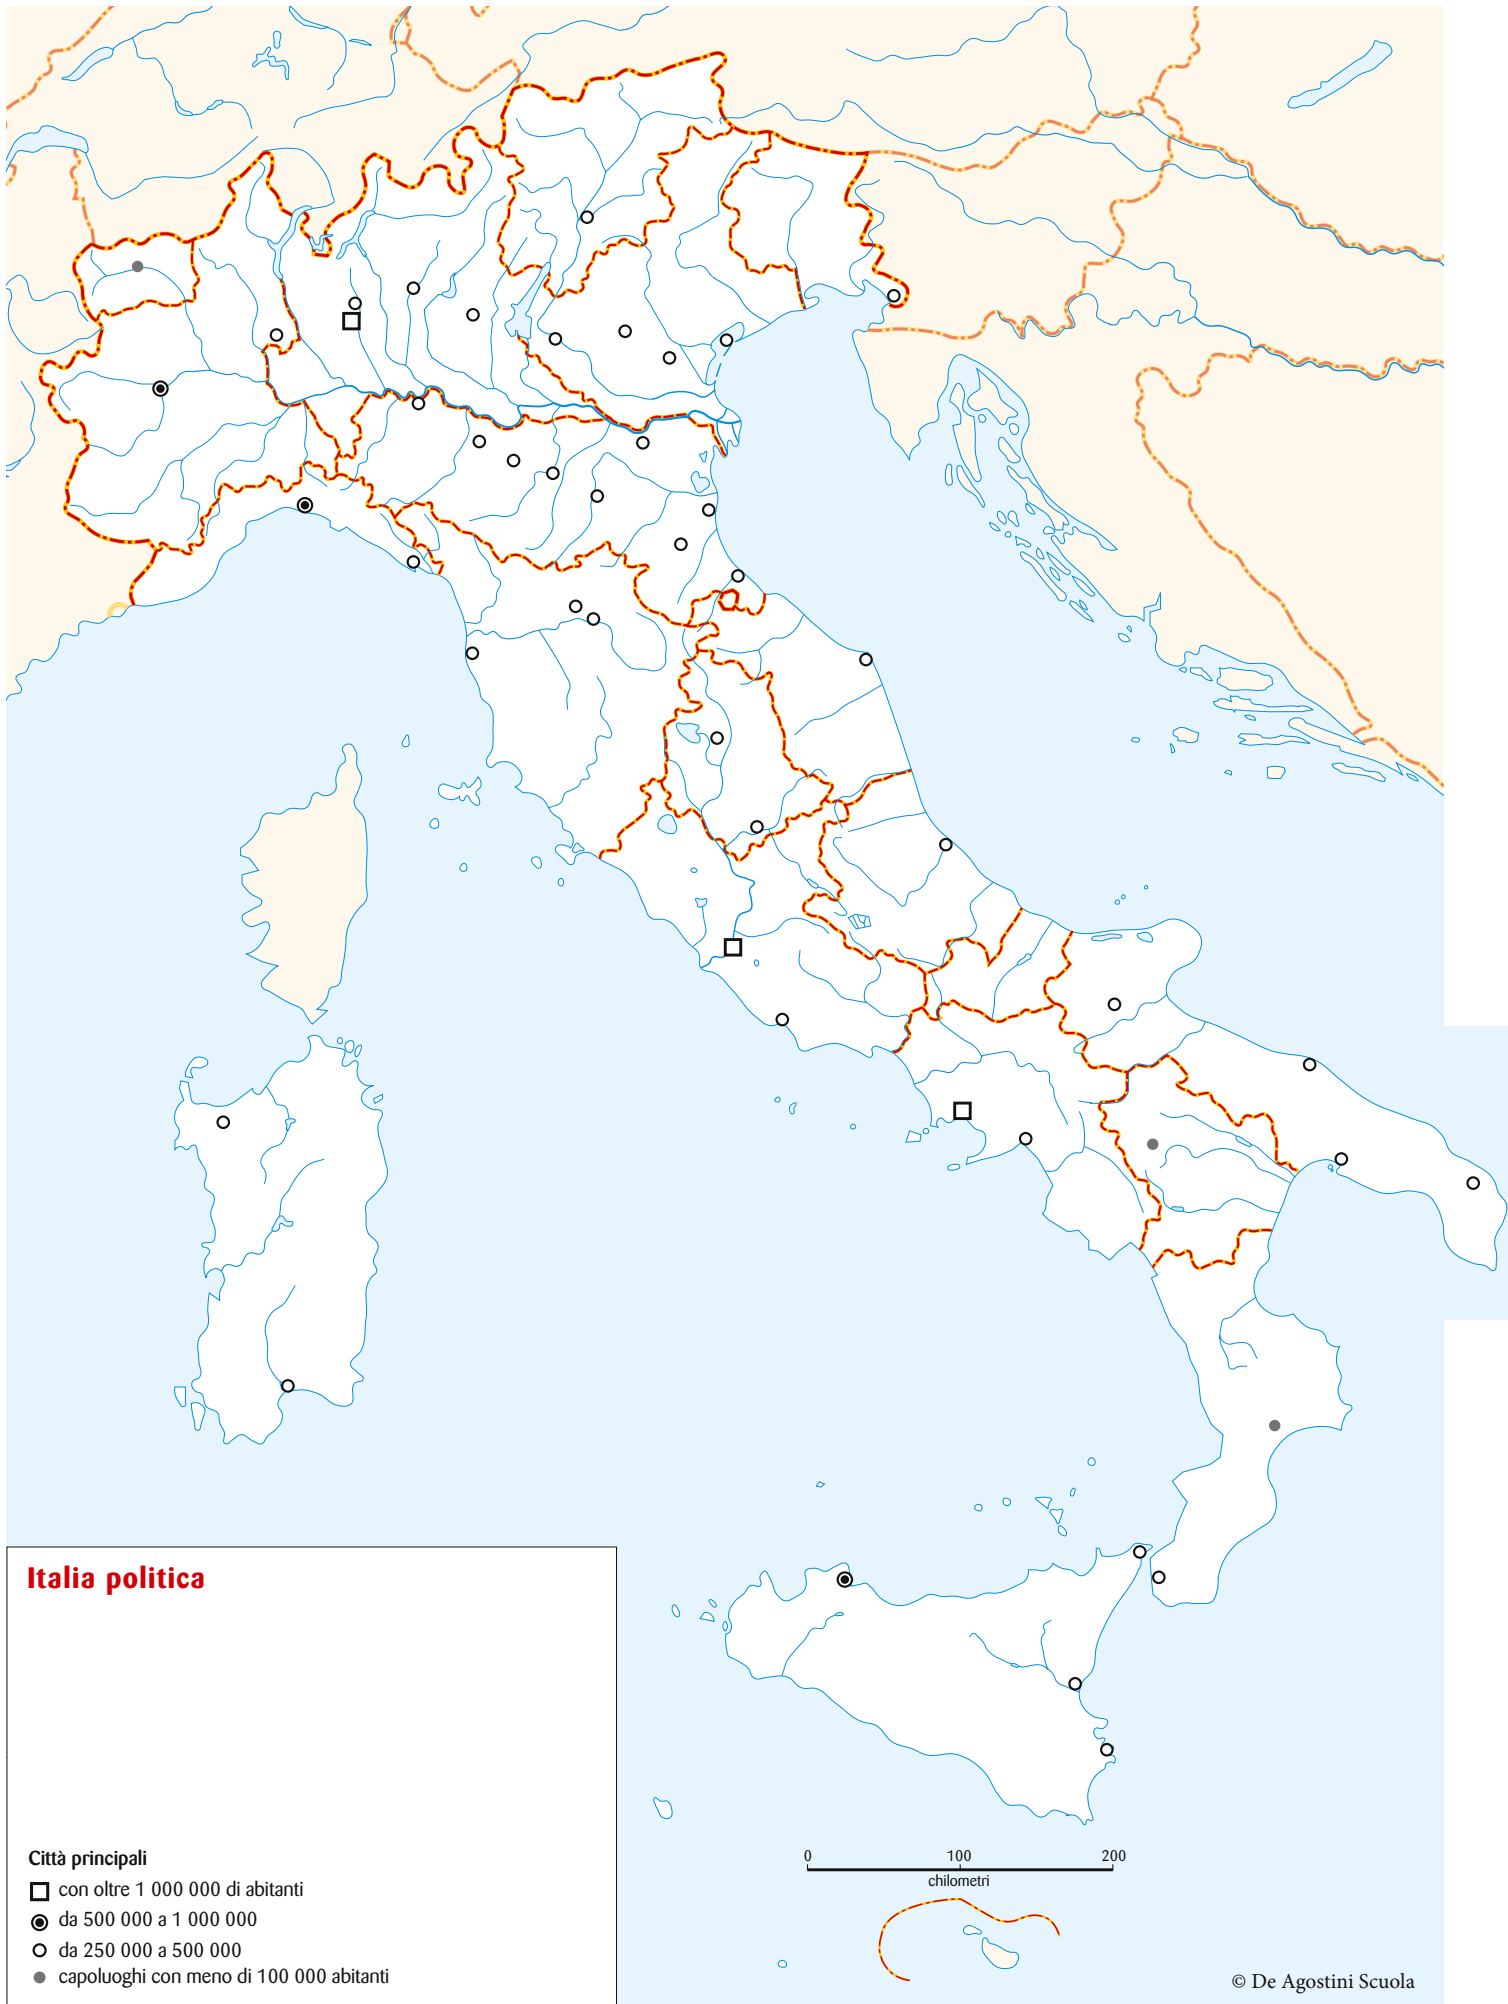 Italia politica
Città principali
con oltre 1 000 000 di abitanti
da 500 000 a 1 000 000
da 250 000 a 500 000
capoluoghi con meno di 100 000 abitanti
0 100 200
chilometri
© De Agostini Scuola